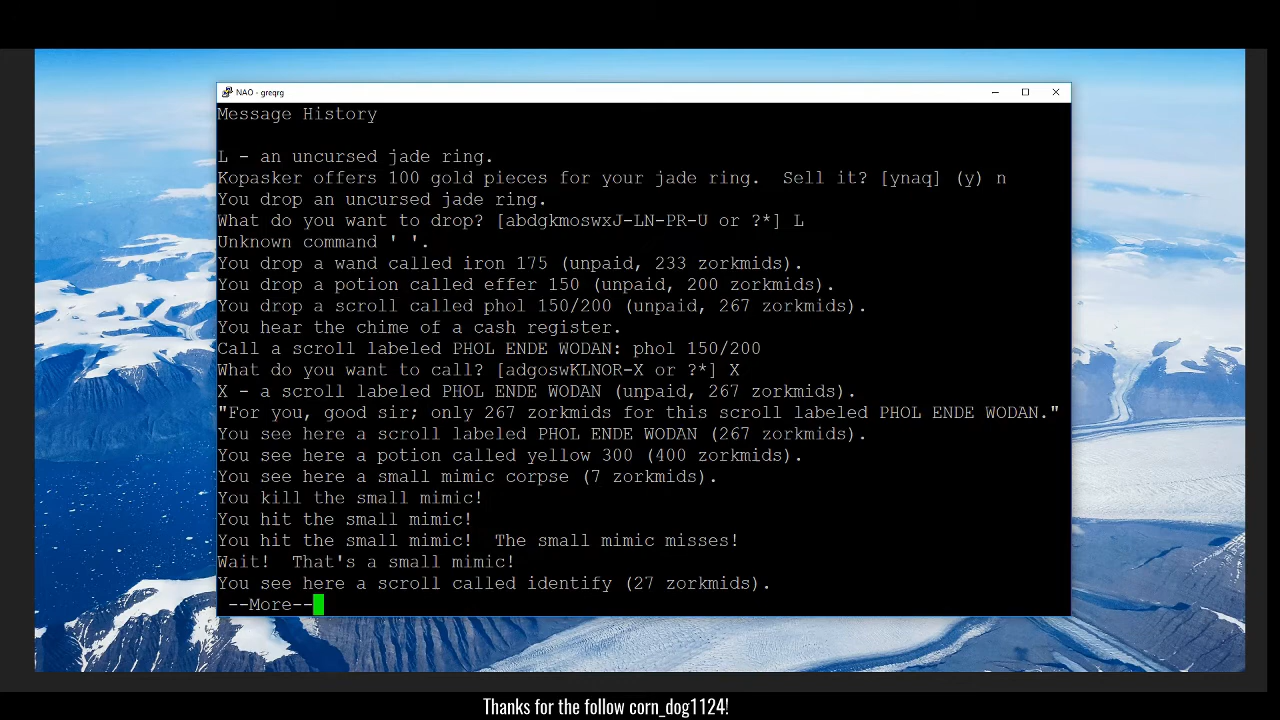 NAO - greqrg
Message History
L - an uncursed jade ring.
Kopasker offers 100 gold pieces for your jade ring.  Sell it? [ynaq] (y) n
You drop an uncursed jade ring.
What do you want to drop? [abdgkmoswxJ-LN-PR-U or ?*] L
Unknown command ' '.
You drop a wand called iron 175 (unpaid, 233 zorkmids).
You drop a potion called effer 150 (unpaid, 200 zorkmids).
You drop a scroll called phol 150/200 (unpaid, 267 zorkmids).
You hear the chime of a cash register.
Call a scroll labeled PHOL ENDE WODAN: phol 150/200
What do you want to call? [adgoswKLNOR-X or ?*] X
X - a scroll labeled PHOL ENDE WODAN (unpaid, 267 zorkmids).
"For you, good sir; only 267 zorkmids for this scroll labeled PHOL ENDE WODAN."
You see here a scroll labeled PHOL ENDE WODAN (267 zorkmids).
You see here a potion called yellow 300 (400 zorkmids).
You see here a small mimic corpse (7 zorkmids).
You kill the small mimic!
You hit the small mimic!
You hit the small mimic!  The small mimic misses!
Wait!  That's a small mimic!
You see here a scroll called identify (27 zorkmids).
--More--
Thanks for the follow corn_dog1124!